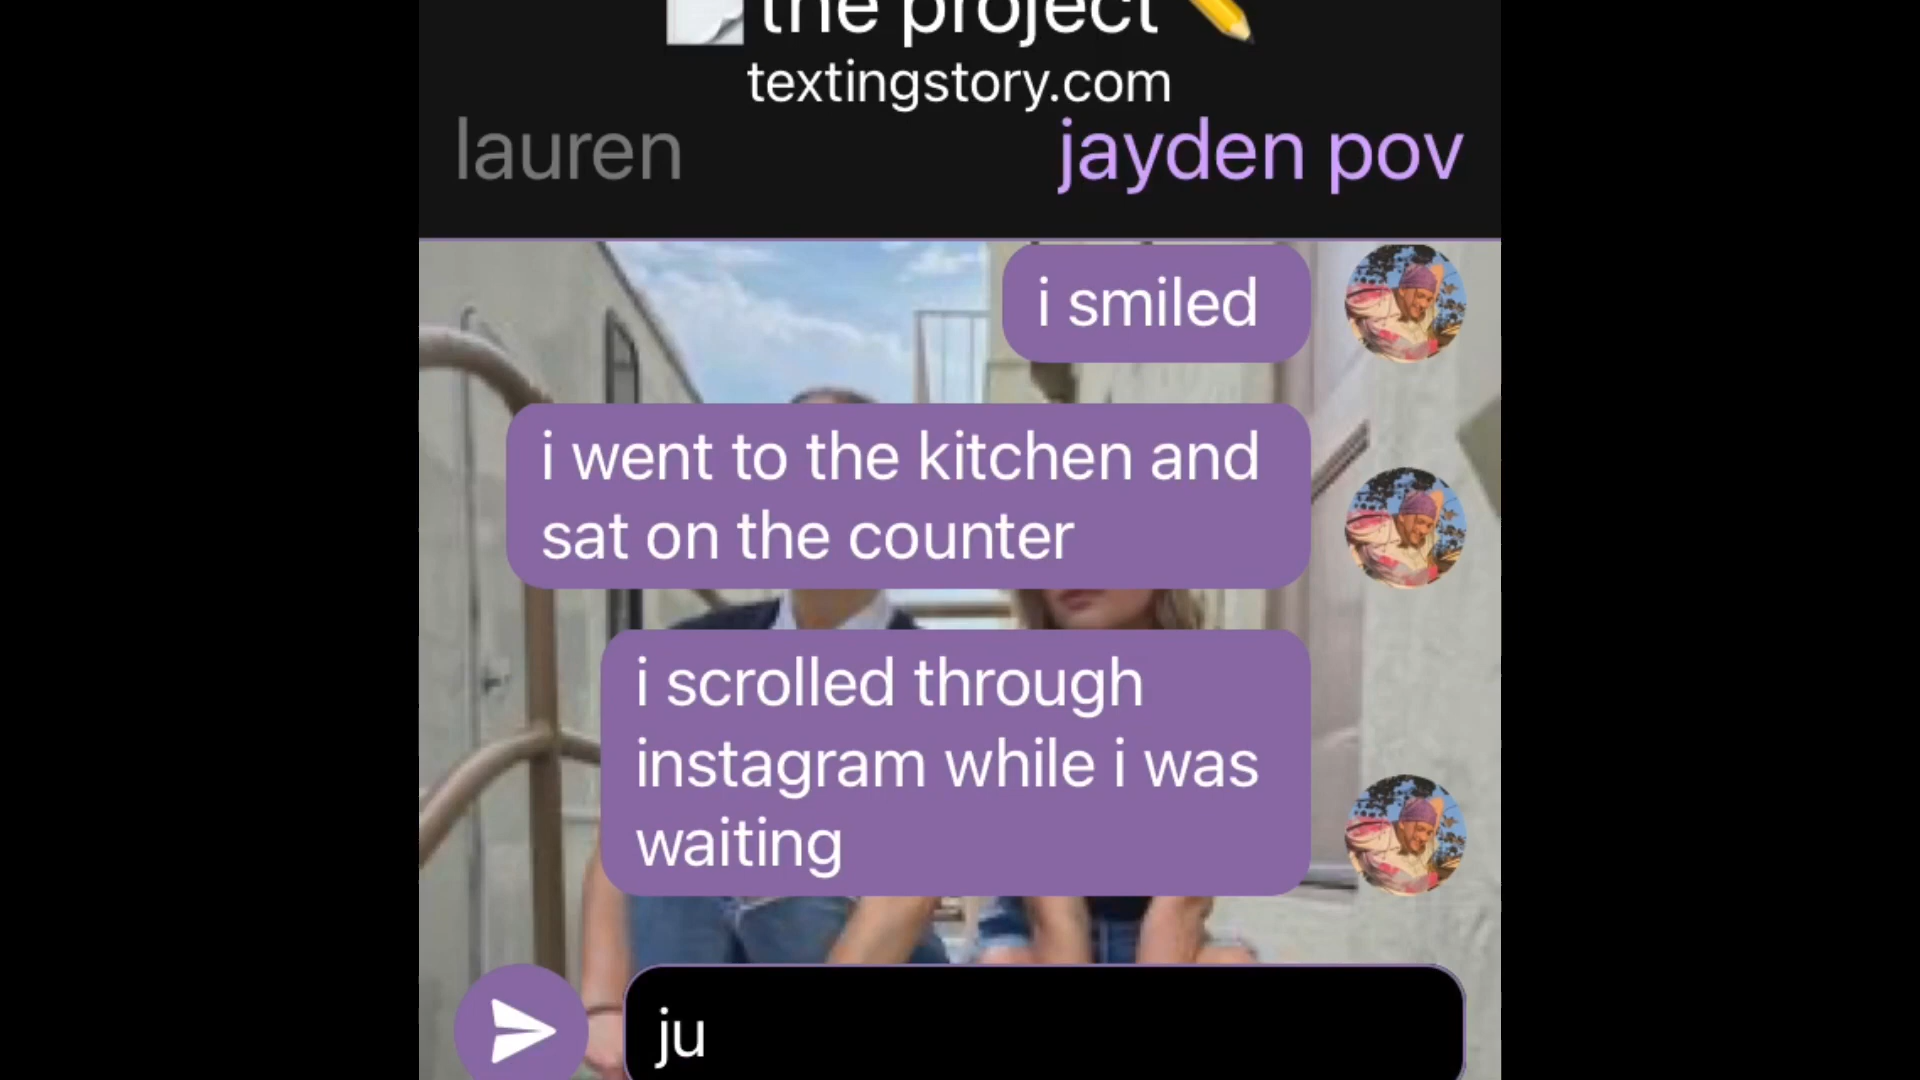 the project
textingstory.com
lauren
jayden pov
i smiled
i went to the kitchen and
sat on the counter
i scrolled through
instagram while i was
waiting
ju